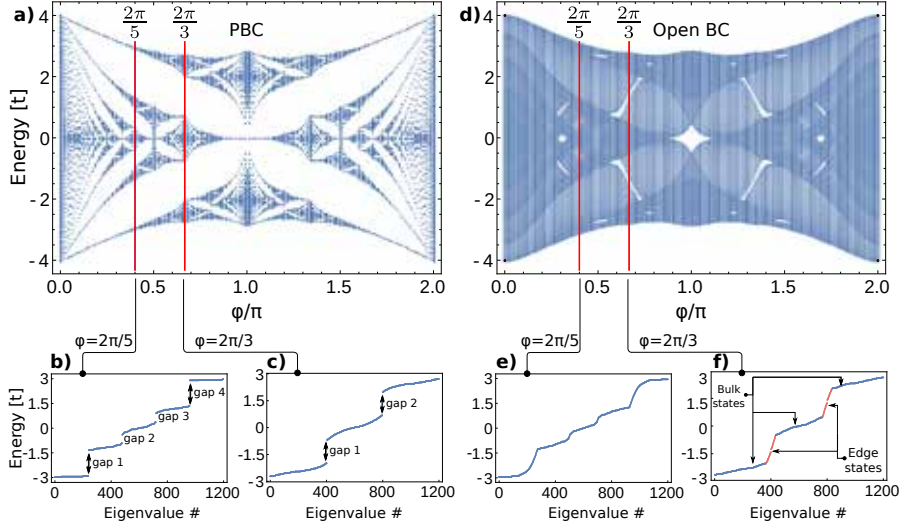 a)
2π/5
2π/3
PBC
Energy [t]
4
2
0
-2
-4
0.0 0.5 1.0 1.5 2.0
φ/π
d)
2π/5
2π/3
Open BC
Energy [t]
4
2
0
-2
-4
0.0 0.5 1.0 1.5 2.0
φ/π
φ=2π/5
φ=2π/3
b)
Energy [t]
3
1.5
0
-1.5
-3
gap 1
gap 2
gap 3
gap 4
0 400 800 1200
Eigenvalue #
c)
3
1.5
0
-1.5
-3
gap 1
gap 2
0 400 800 1200
Eigenvalue #
φ=2π/5
φ=2π/3
e)
Energy [t]
3
1.5
0
-1.5
-3
0 400 800 1200
Eigenvalue #
f)
3
1.5
0
-1.5
-3
Bulk
states
Edge
states
0 400 800 1200
Eigenvalue #